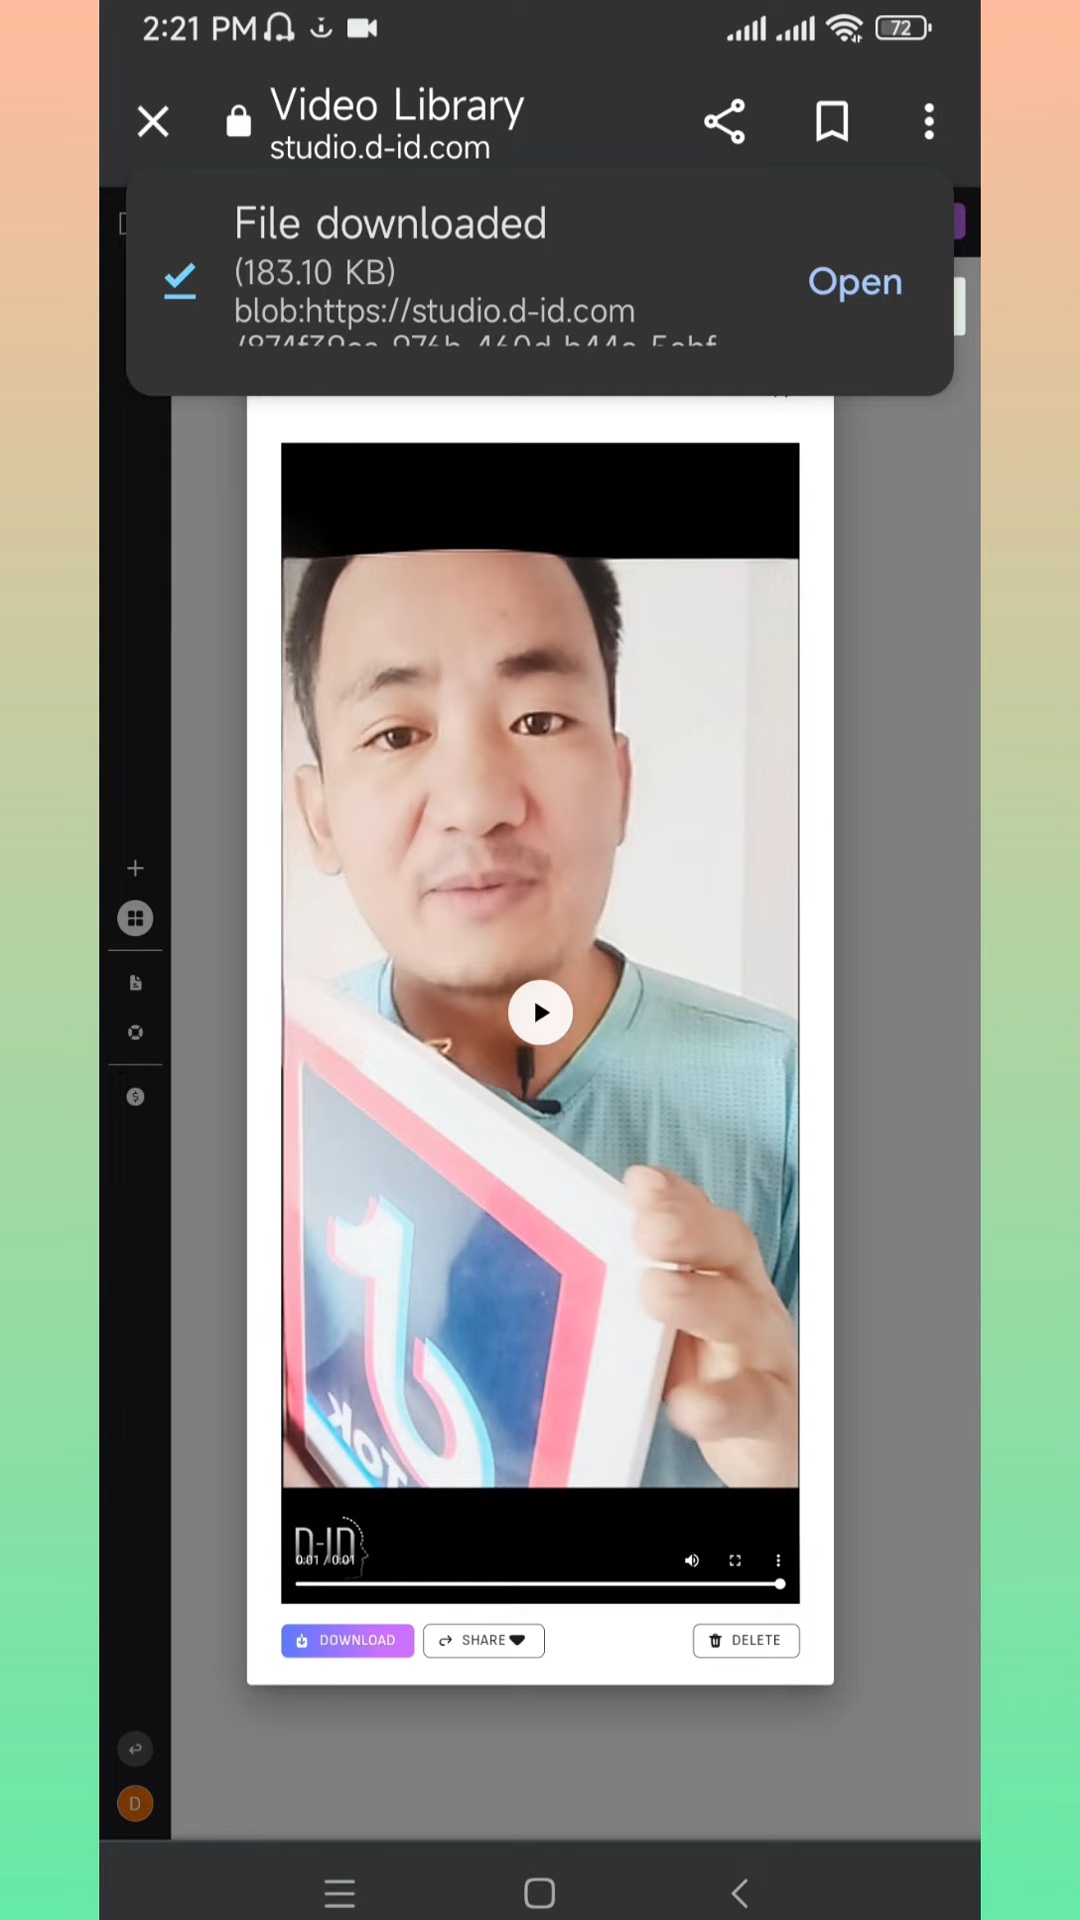 2:21 PM
72
Video Library
studio.d-id.com
File downloaded
(183.10 KB)
blob:https://studio.d-id.com
Open
D-ID
0:01 / 0:01
DOWNLOAD
SHARE
DELETE
D